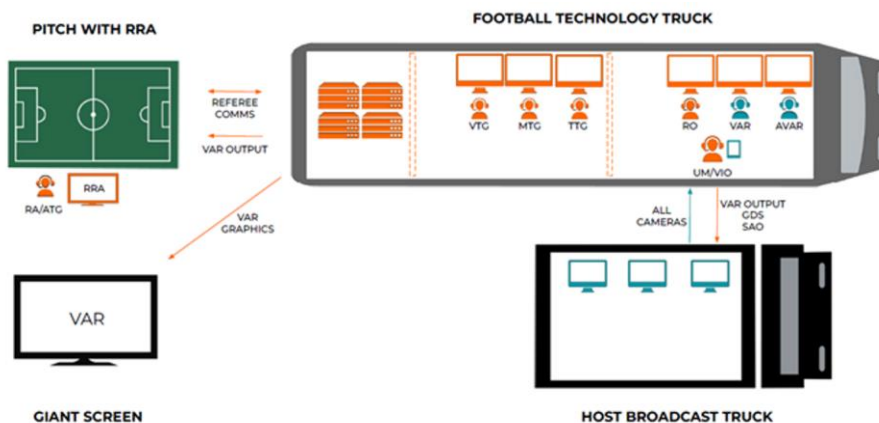 PITCH WITH RRA
FOOTBALL TECHNOLOGY TRUCK
REFEREE
COMMS
VAR OUTPUT
RRA
RA/ATG
VTG
MTG
TTG
RO
VAR
AVAR
UM/VIO
VAR
GRAPHICS
ALL
CAMERAS
VAR OUTPUT
GDS
SAO
VAR
GIANT SCREEN
HOST BROADCAST TRUCK